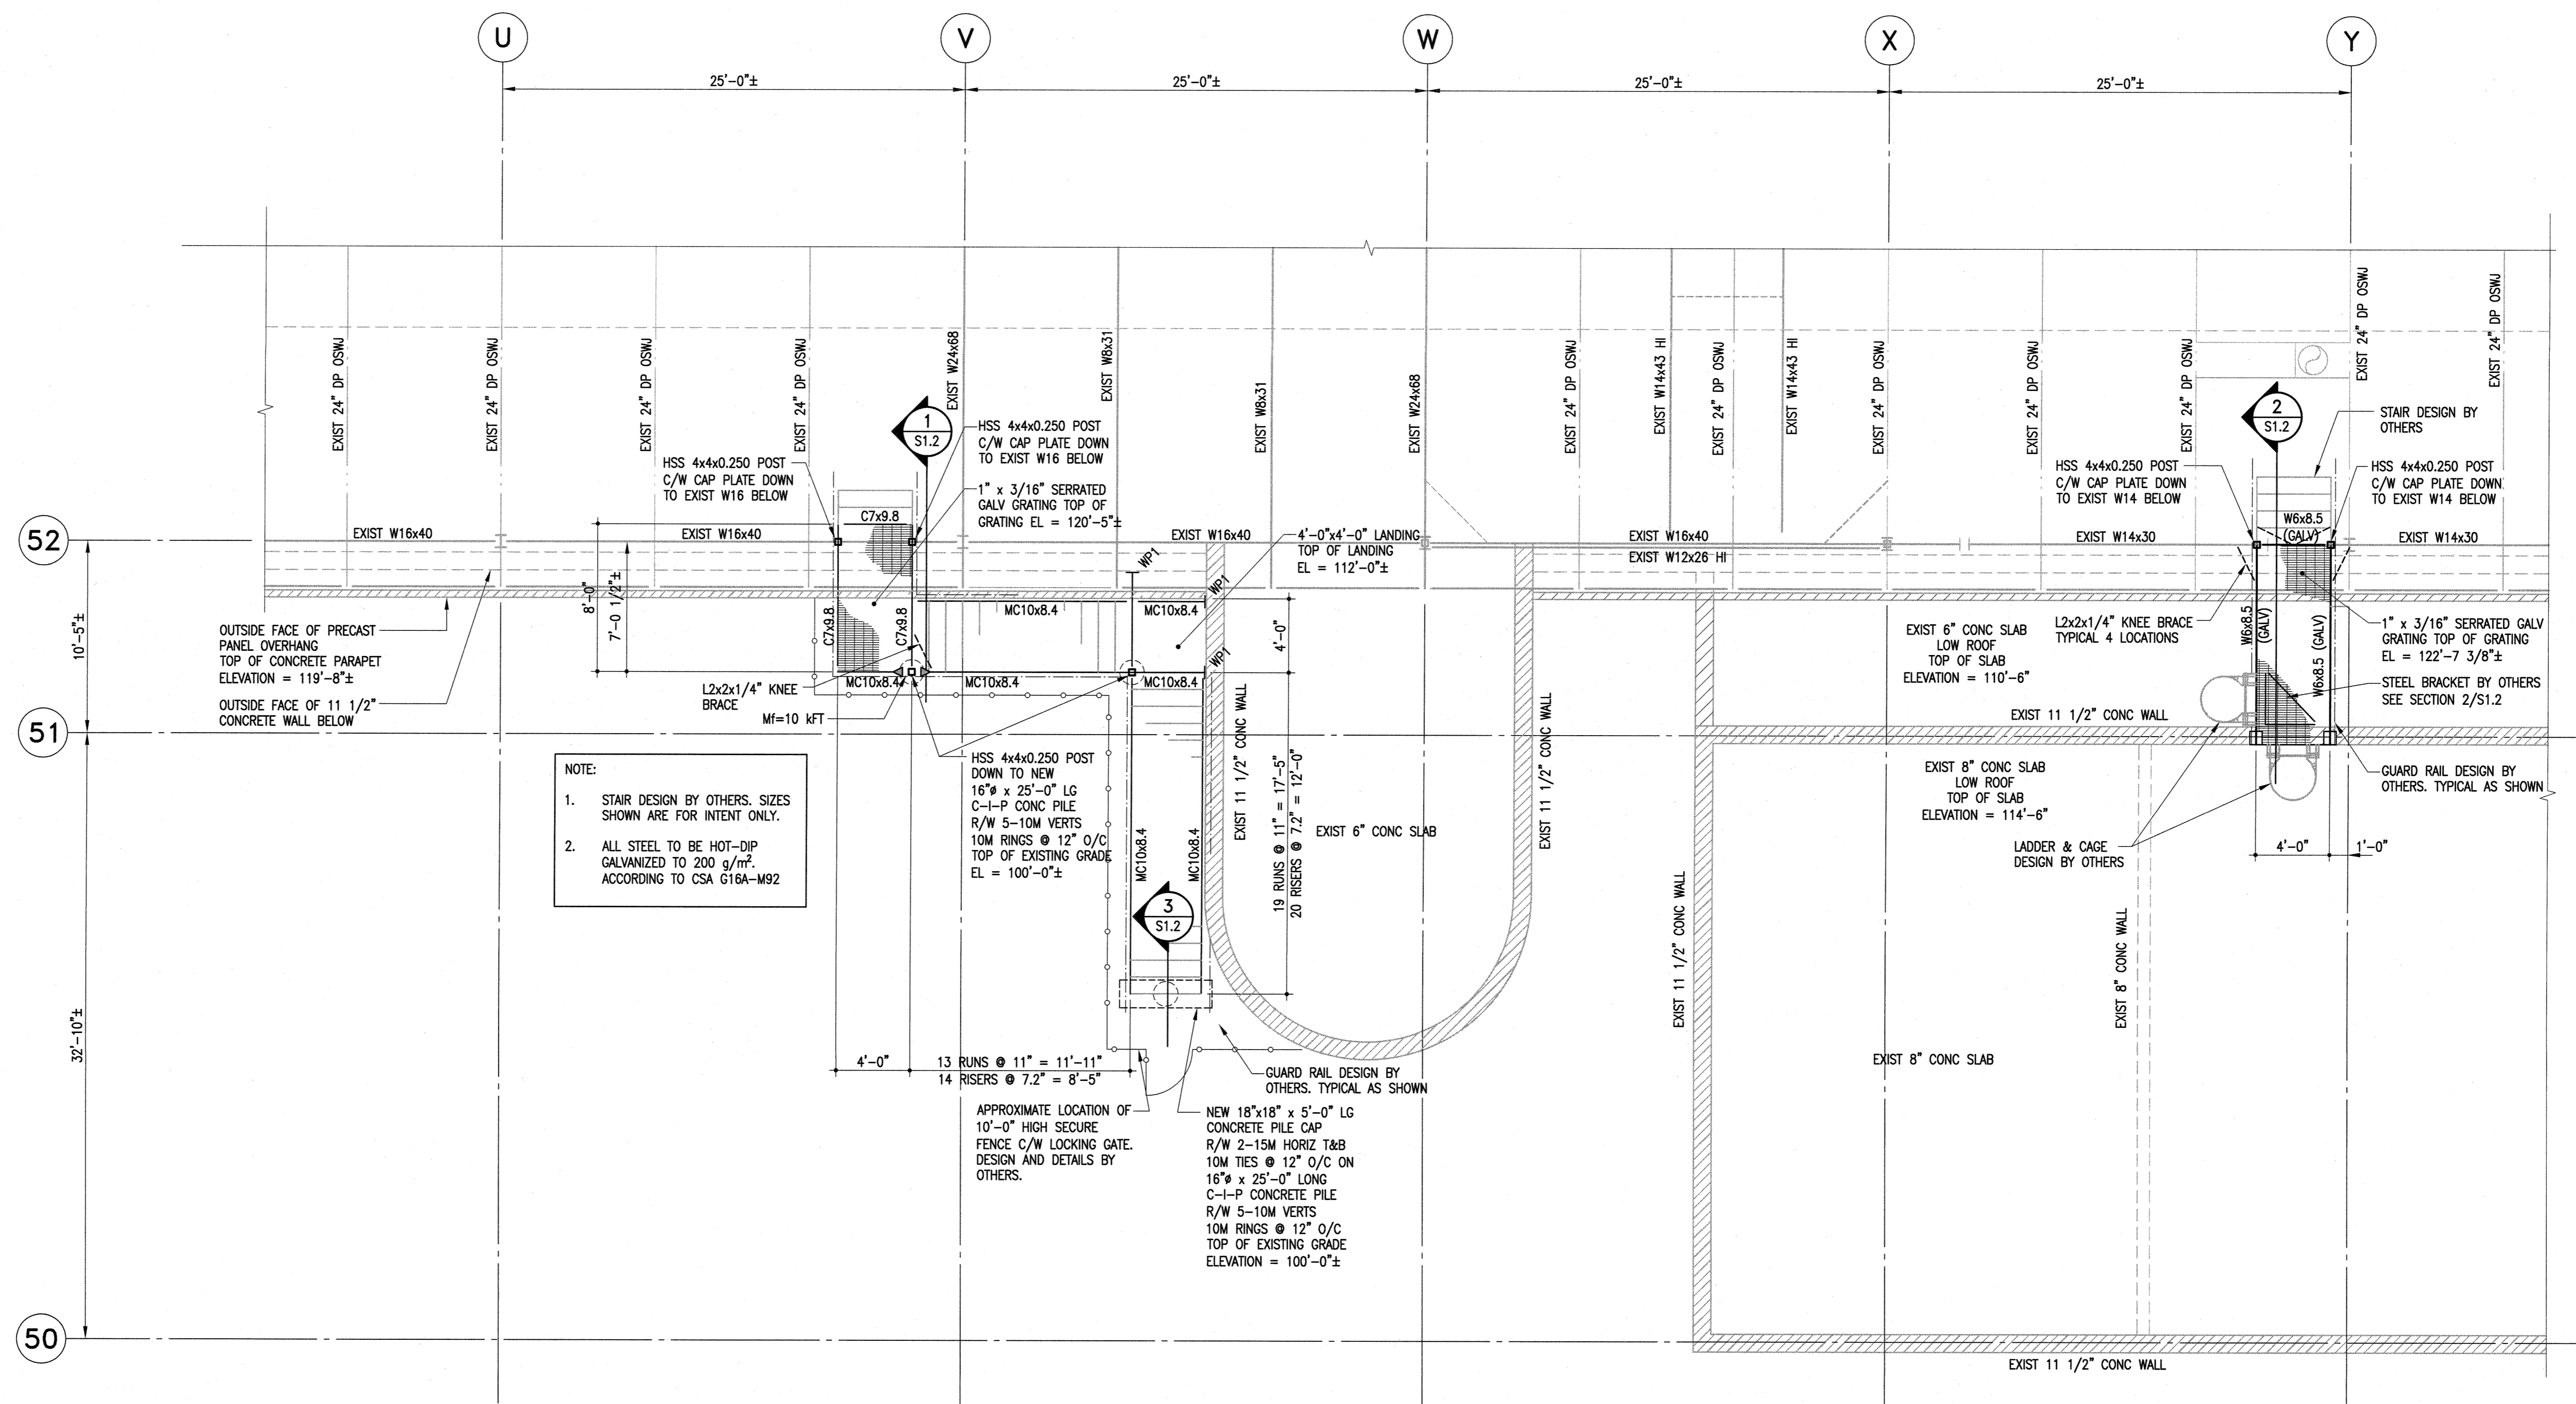 U
V
W
X
Y
25'-0"±
25'-0"±
25'-0"±
25'-0"±
EXIST 24" DP OSWJ
EXIST 24" DP OSWJ
EXIST 24" DP OSWJ
EXIST 24" DP OSWJ
EXIST W24x68
EXIST W8x31
EXIST W8x31
EXIST W24x68
EXIST 24" DP OSWJ
EXIST W14x43 HI
EXIST 24" DP OSWJ
EXIST W14x43 HI
EXIST 24" DP OSWJ
EXIST 24" DP OSWJ
EXIST 24" DP OSWJ
EXIST 24" DP OSWJ
EXIST 24" DP OSWJ
1
S1.2
2
S1.2
STAIR DESIGN BY
OTHERS
HSS 4x4x0.250 POST
C/W CAP PLATE DOWN
TO EXIST W16 BELOW
HSS 4x4x0.250 POST
C/W CAP PLATE DOWN
TO EXIST W16 BELOW
1" x 3/16" SERRATED
GALV GRATING TOP OF
GRATING EL = 120'-5"±
HSS 4x4x0.250 POST
C/W CAP PLATE DOWN
TO EXIST W14 BELOW
HSS 4x4x0.250 POST
C/W CAP PLATE DOWN
TO EXIST W14 BELOW
52
EXIST W16x40
EXIST W16x40
C7x9.8
EXIST W16x40
4'-0"x4'-0" LANDING
TOP OF LANDING
EL = 112'-0"±
EXIST W16x40
EXIST W12x26 HI
EXIST W14x30
W6x8.5
(GALV)
EXIST W14x30
WP1
WP1
WP1
8'-0"
7'-0 1/2"±
C7x9.8
C7x9.8
MC10x8.4
MC10x8.4
4'-0"
10'-5"±
OUTSIDE FACE OF PRECAST
PANEL OVERHANG
TOP OF CONCRETE PARAPET
ELEVATION = 119'-8"±
OUTSIDE FACE OF 11 1/2"
CONCRETE WALL BELOW
MC10x8.4
MC10x8.4
MC10x8.4
L2x2x1/4" KNEE
BRACE
Mf=10 kFT
EXIST 6" CONC SLAB
LOW ROOF
TOP OF SLAB
ELEVATION = 110'-6"
L2x2x1/4" KNEE BRACE
TYPICAL 4 LOCATIONS
W6x8.5
(GALV)
W6x8.5 (GALV)
1" x 3/16" SERRATED GALV
GRATING TOP OF GRATING
EL = 122'-7 3/8"±
STEEL BRACKET BY OTHERS
SEE SECTION 2/S1.2
EXIST 11 1/2" CONC WALL
51
NOTE:
1. STAIR DESIGN BY OTHERS. SIZES
SHOWN ARE FOR INTENT ONLY.
2. ALL STEEL TO BE HOT-DIP
GALVANIZED TO 200 g/m².
ACCORDING TO CSA G16A-M92
HSS 4x4x0.250 POST
DOWN TO NEW
16"ø x 25'-0" LG
C-I-P CONC PILE
R/W 5-10M VERTS
10M RINGS @ 12" O/C
TOP OF EXISTING GRADE
EL = 100'-0"±
MC10x8.4
MC10x8.4
EXIST 11 1/2" CONC WALL
19 RUNS @ 11" = 17'-5"
20 RISERS @ 7.2" = 12'-0"
EXIST 6" CONC SLAB
EXIST 11 1/2" CONC WALL
EXIST 8" CONC SLAB
LOW ROOF
TOP OF SLAB
ELEVATION = 114'-6"
GUARD RAIL DESIGN BY
OTHERS. TYPICAL AS SHOWN
LADDER & CAGE
DESIGN BY OTHERS
4'-0"
1'-0"
3
S1.2
EXIST 11 1/2" CONC WALL
EXIST 8" CONC WALL
32'-10"±
4'-0"
13 RUNS @ 11" = 11'-11"
14 RISERS @ 7.2" = 8'-5"
EXIST 8" CONC SLAB
GUARD RAIL DESIGN BY
OTHERS. TYPICAL AS SHOWN
APPROXIMATE LOCATION OF
10'-0" HIGH SECURE
FENCE C/W LOCKING GATE.
DESIGN AND DETAILS BY
OTHERS.
NEW 18"x18" x 5'-0" LG
CONCRETE PILE CAP
R/W 2-15M HORIZ T&B
10M TIES @ 12" O/C ON
16"ø x 25'-0" LONG
C-I-P CONCRETE PILE
R/W 5-10M VERTS
10M RINGS @ 12" O/C
TOP OF EXISTING GRADE
ELEVATION = 100'-0"±
50
EXIST 11 1/2" CONC WALL